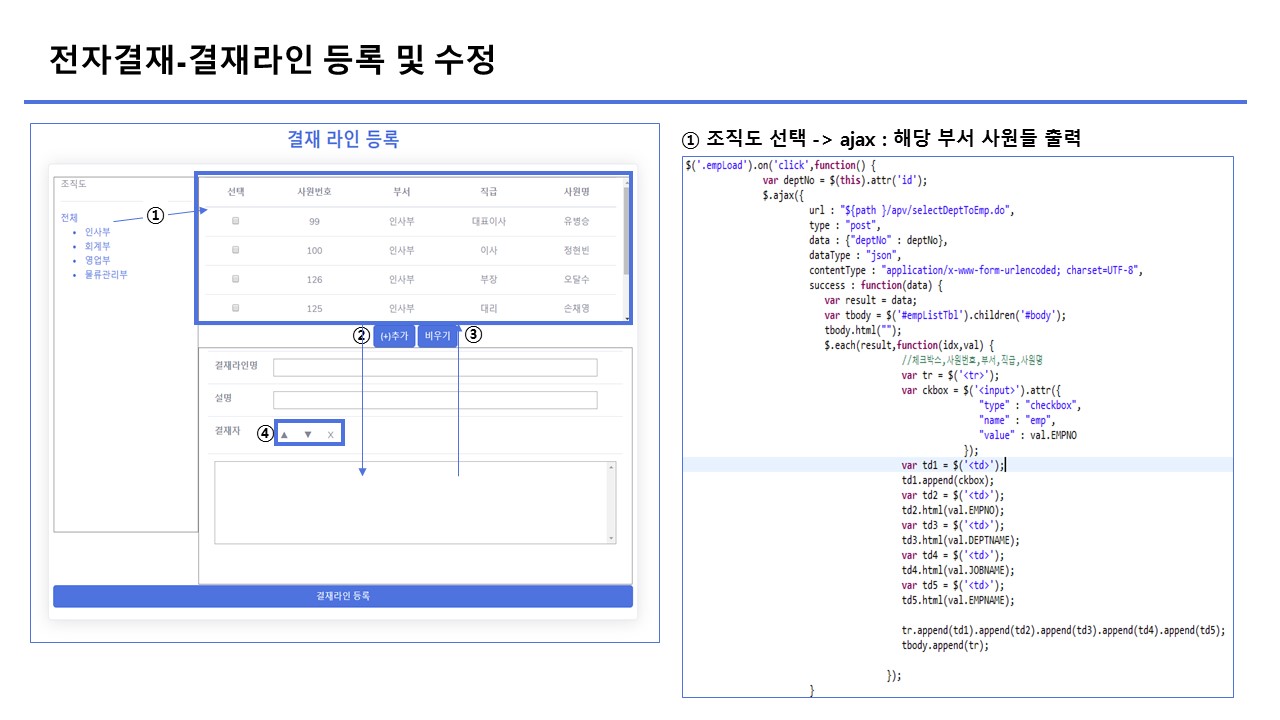 전자결재-결재라인 등록 및 수정
결재 라인 등록
조직도
전체
인사부
회계부
영업부
물류관리부
①
선택 사원번호 부서 직급 사원명
99 인사부 대표이사 유병승
100 인사부 이사 정현빈
126 인사부 부장 오달수
125 인사부 대리 손채영
② (+)추가 비우기 ③
결재라인명
설명
결재자 ④ ▲ ▼ X
결재라인 등록
① 조직도 선택 -> ajax : 해당 부서 사원들 출력
$('.empLoad').on('click',function() {
var deptNo = $(this).attr('id');
$.ajax({
url : "${path }/apv/selectDeptToEmp.do",
type : "post",
data : {"deptNo" : deptNo},
dataType : "json",
contentType : "application/x-www-form-urlencoded; charset=UTF-8",
success : function(data) {
var result = data;
var tbody = $('#empListTbl').children('#body');
tbody.html("");
$.each(result,function(idx,val) {
//체크박스,사원번호,부서,직급,사원명
var tr = $('<tr>');
var ckbox = $('<input>').attr({
"type" : "checkbox",
"name" : "emp",
"value" : val.EMPNO
});
var td1 = $('<td>');
td1.append(ckbox);
var td2 = $('<td>');
td2.html(val.EMPNO);
var td3 = $('<td>');
td3.html(val.DEPTNAME);
var td4 = $('<td>');
td4.html(val.JOBNAME);
var td5 = $('<td>');
td5.html(val.EMPNAME);
tr.append(td1).append(td2).append(td3).append(td4).append(td5);
tbody.append(tr);
});
}